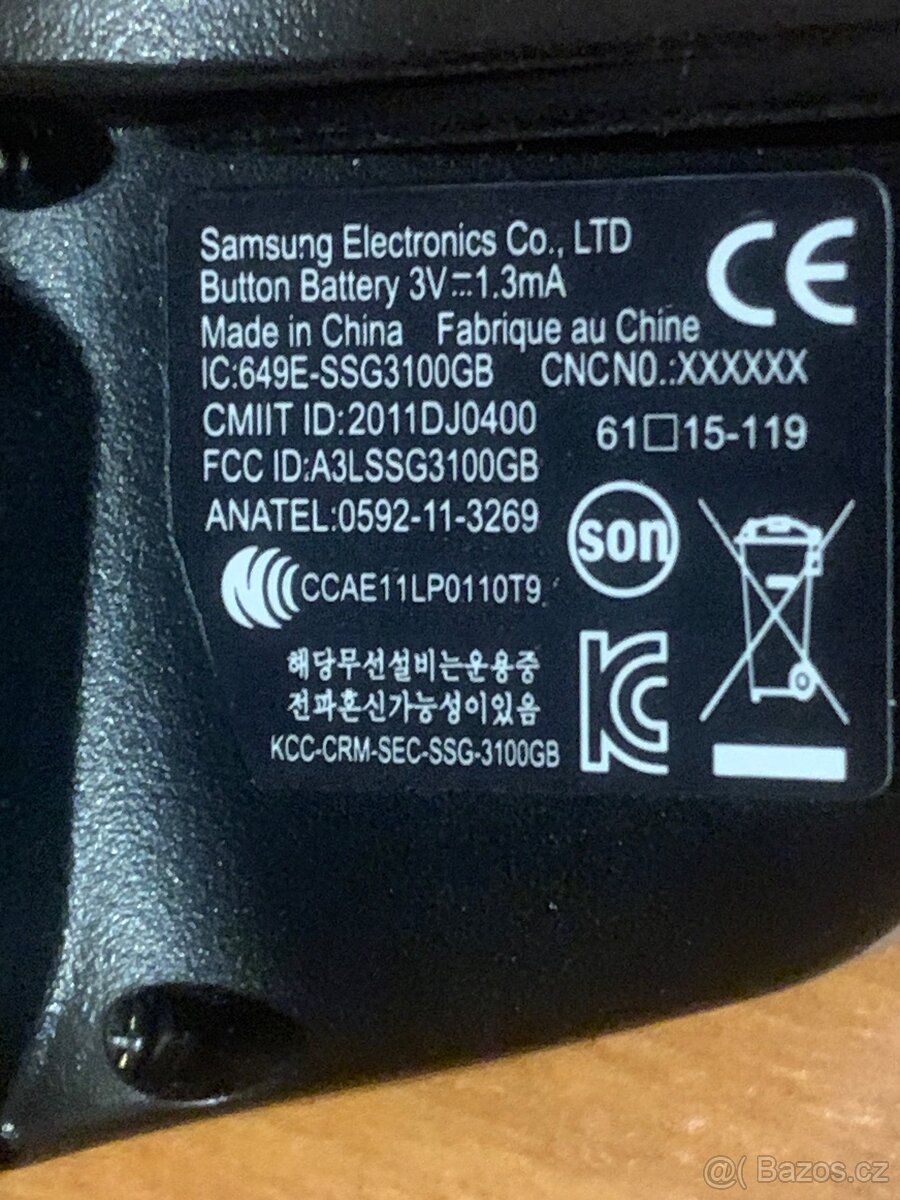 Samsung Electronics Co., LTD
Button Battery 3V⎓1.3mA
Made in China Fabrique au Chine
IC:649E-SSG3100GB CNCN0.:XXXXXX
CMIIT ID:2011DJ0400
61□15-119
FCC ID:A3LSSG3100GB
ANATEL:0592-11-3269
son
CCAE11LP0110T9
해당무선설비는운용중
전파혼신가능성이있음
KCC-CRM-SEC-SSG-3100GB
CE
KC
@( Bazos.cz